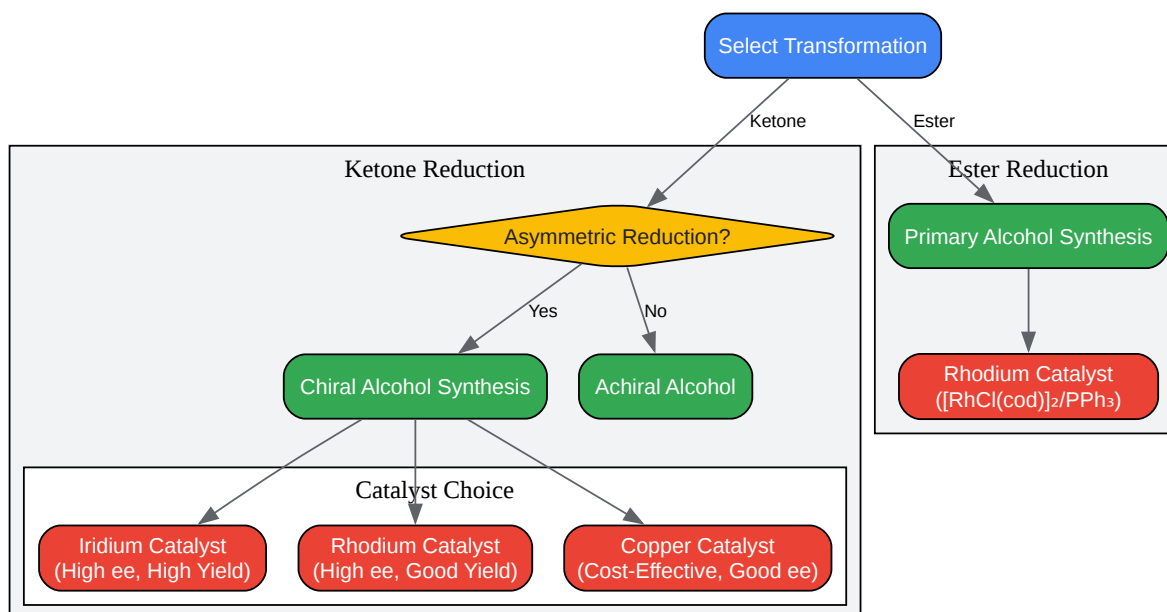 Select Transformation
Ketone
Ester
Ketone Reduction
Ester Reduction
Asymmetric Reduction?
Primary Alcohol Synthesis
Yes
No
Chiral Alcohol Synthesis
Achiral Alcohol
Rhodium Catalyst
([RhCl(cod)]₂/PPh₃)
Catalyst Choice
Iridium Catalyst
(High ee, High Yield)
Rhodium Catalyst
(High ee, Good Yield)
Copper Catalyst
(Cost-Effective, Good ee)